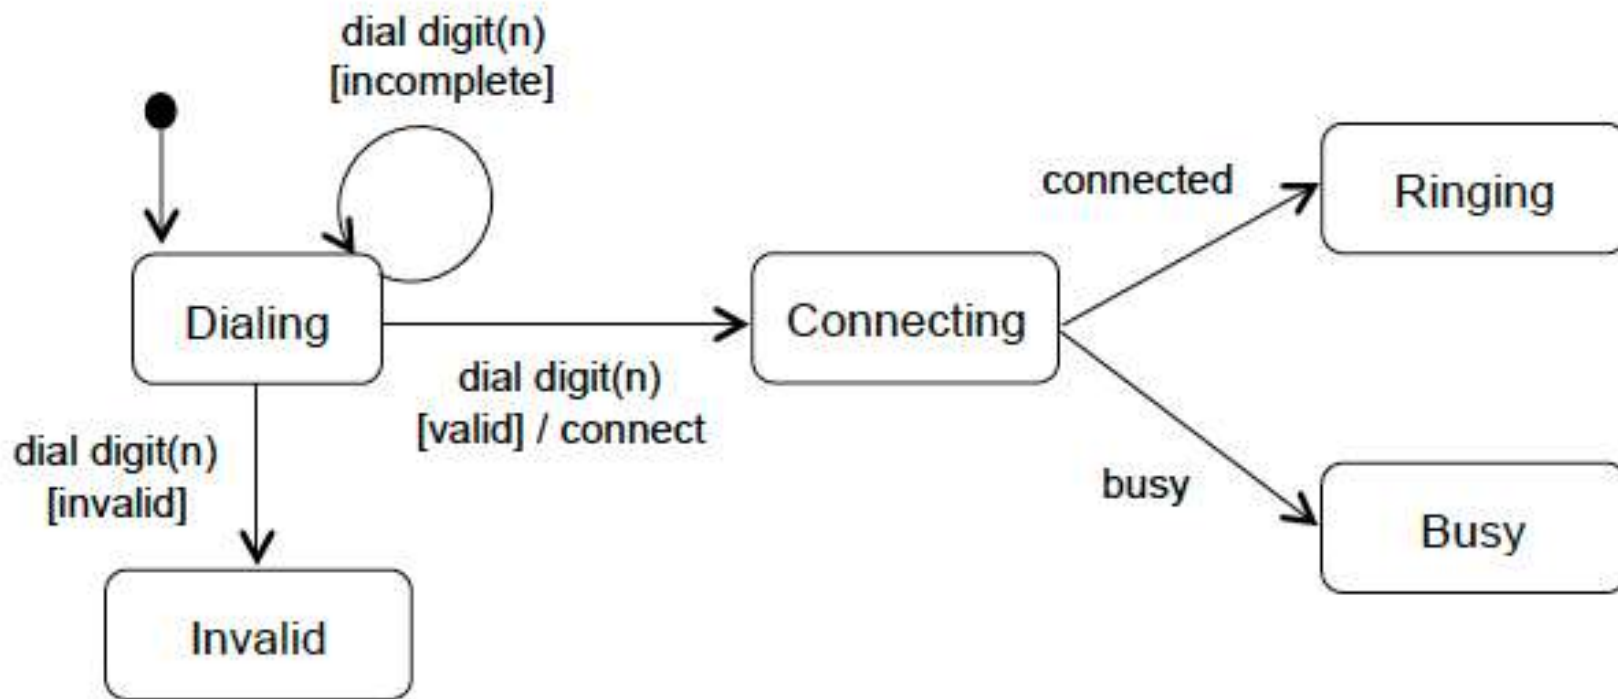 dial digit(n)
[incomplete]
connected
Ringing
Dialing
Connecting
dial digit(n)
[valid] / connect
dial digit(n)
[invalid]
busy
Busy
Invalid